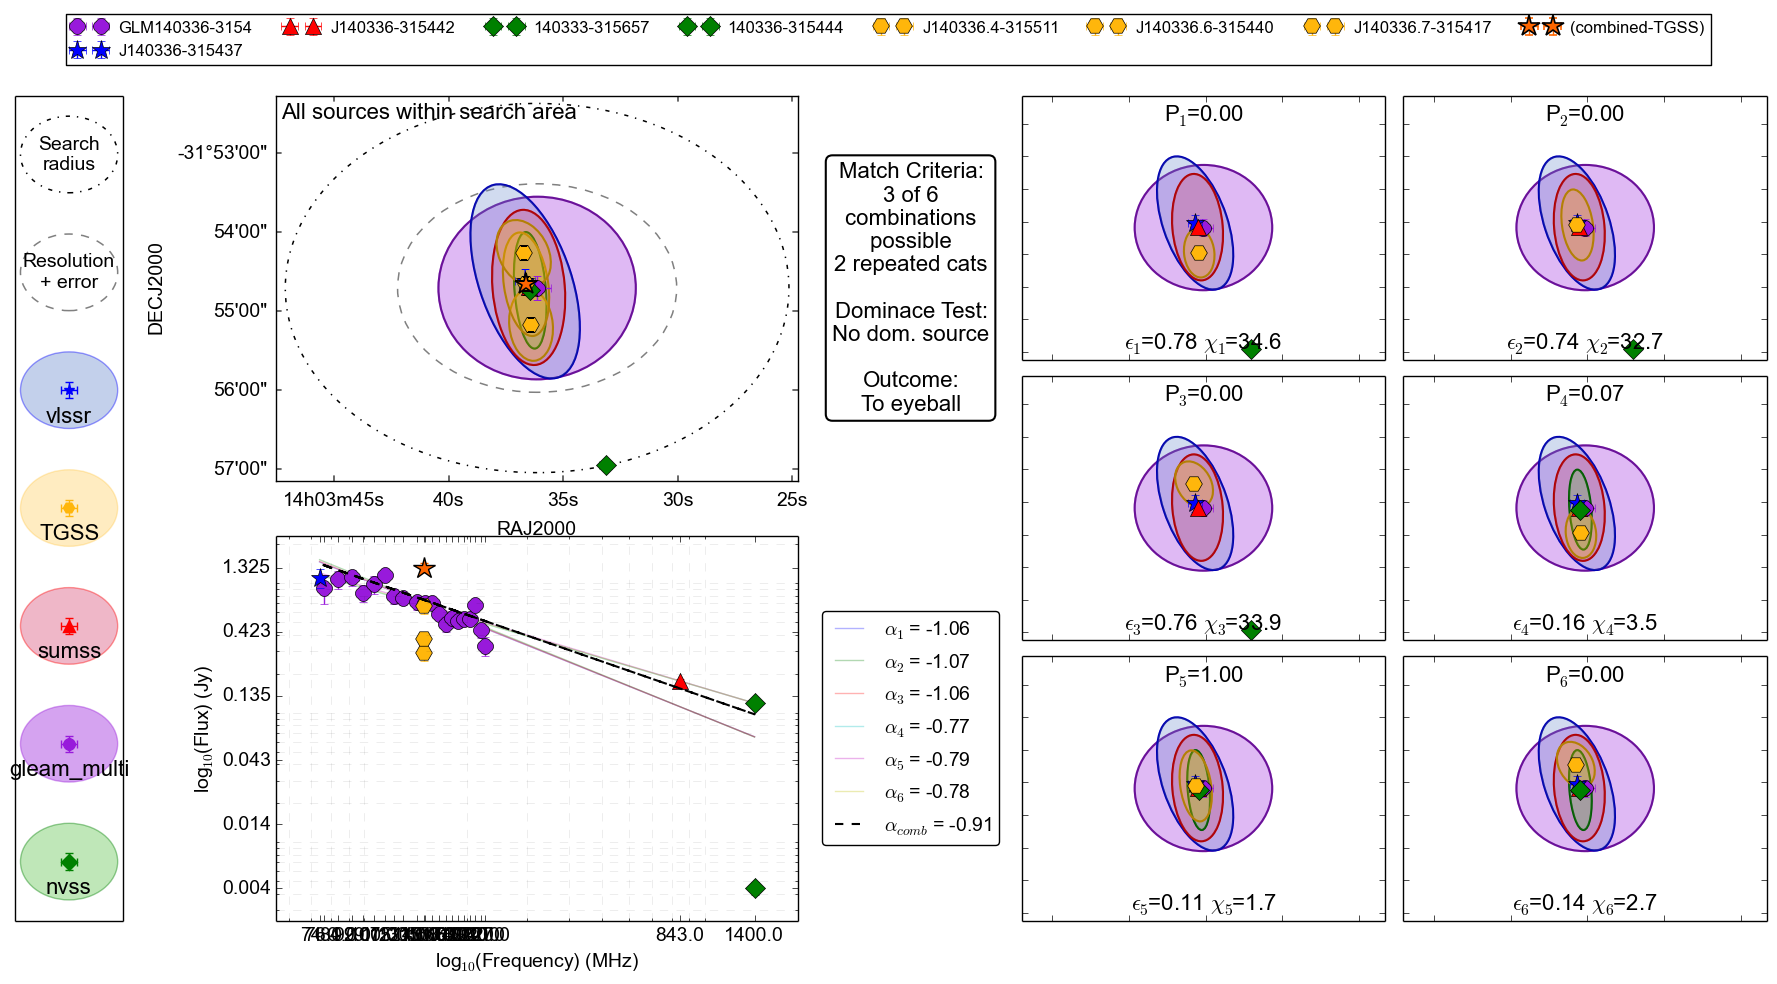 GLM140336-3154 J140336-315442 140333-315657 140336-315444 J140336.4-315511 J140336.6-315440 J140336.7-315417 (combined-TGSS)
J140336-315437
Search
radius
Resolution
+ error
vlssr
TGSS
sumss
gleam_multi
nvss
All sources within search area
DECJ2000
-31°53'00"
54'00"
55'00"
56'00"
57'00"
14h03m45s 40s 35s 30s 25s
RAJ2000
log₁₀(Flux) (Jy)
1.325
0.423
0.135
0.043
0.014
0.004
843.0 1400.0
log₁₀(Frequency) (MHz)
Match Criteria:
3 of 6
combinations
possible
2 repeated cats
Dominace Test:
No dom. source
Outcome:
To eyeball
α₁ = -1.06
α₂ = -1.07
α₃ = -1.06
α₄ = -0.77
α₅ = -0.79
α₆ = -0.78
α_comb = -0.91
P₁=0.00
ϵ₁=0.78 χ₁=34.6
P₂=0.00
ϵ₂=0.74 χ₂=32.7
P₃=0.00
ϵ₃=0.76 χ₃=33.9
P₄=0.07
ϵ₄=0.16 χ₄=3.5
P₅=1.00
ϵ₅=0.11 χ₅=1.7
P₆=0.00
ϵ₆=0.14 χ₆=2.7